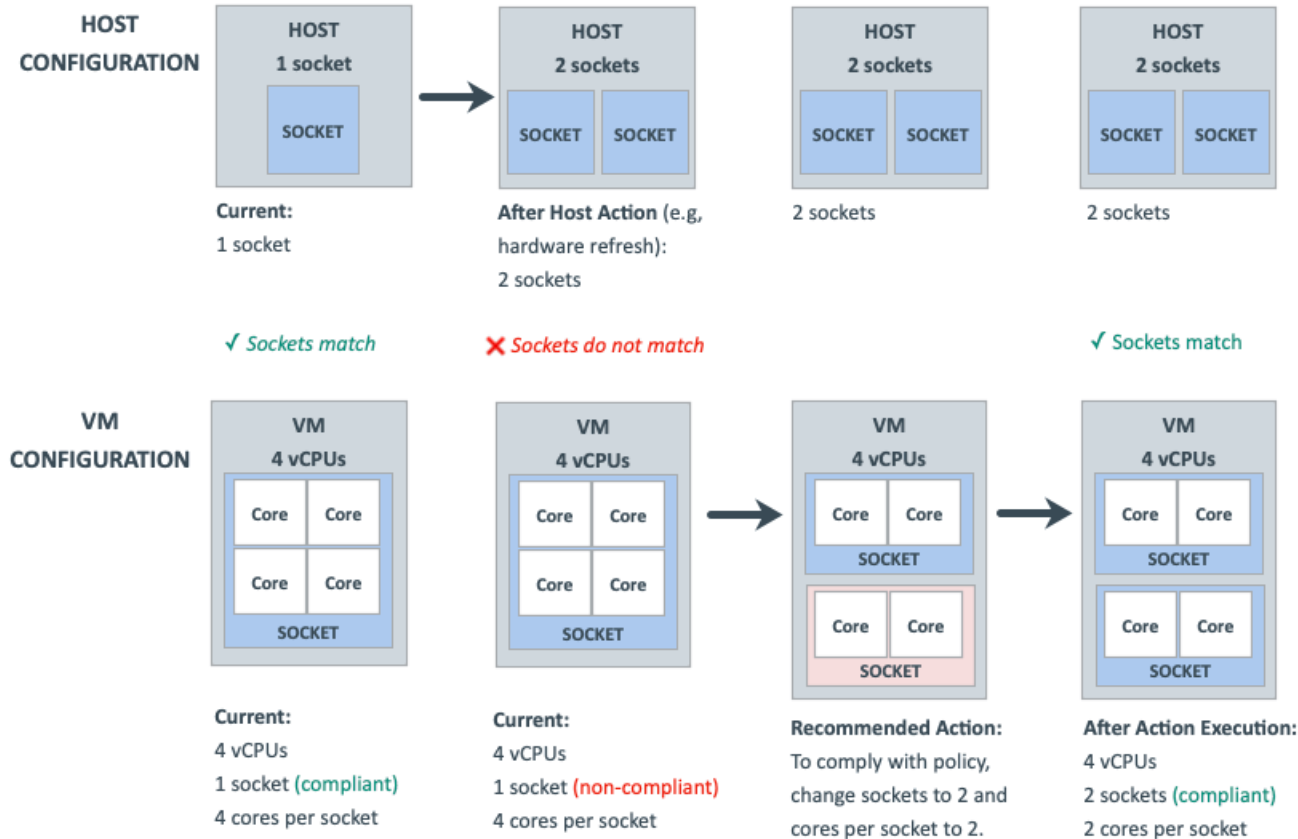 HOST
CONFIGURATION
HOST
1 socket
SOCKET
Current:
1 socket
HOST
2 sockets
SOCKET
SOCKET
After Host Action (e.g,
hardware refresh):
2 sockets
HOST
2 sockets
SOCKET
SOCKET
2 sockets
HOST
2 sockets
SOCKET
SOCKET
2 sockets
✓ Sockets match
✗ Sockets do not match
✓ Sockets match
VM
CONFIGURATION
VM
4 vCPUs
Core
Core
Core
Core
SOCKET
Current:
4 vCPUs
1 socket (compliant)
4 cores per socket
VM
4 vCPUs
Core
Core
Core
Core
SOCKET
Current:
4 vCPUs
1 socket (non-compliant)
4 cores per socket
VM
4 vCPUs
Core
Core
SOCKET
Core
Core
SOCKET
Recommended Action:
To comply with policy,
change sockets to 2 and
cores per socket to 2.
VM
4 vCPUs
Core
Core
SOCKET
Core
Core
SOCKET
After Action Execution:
4 vCPUs
2 sockets (compliant)
2 cores per socket